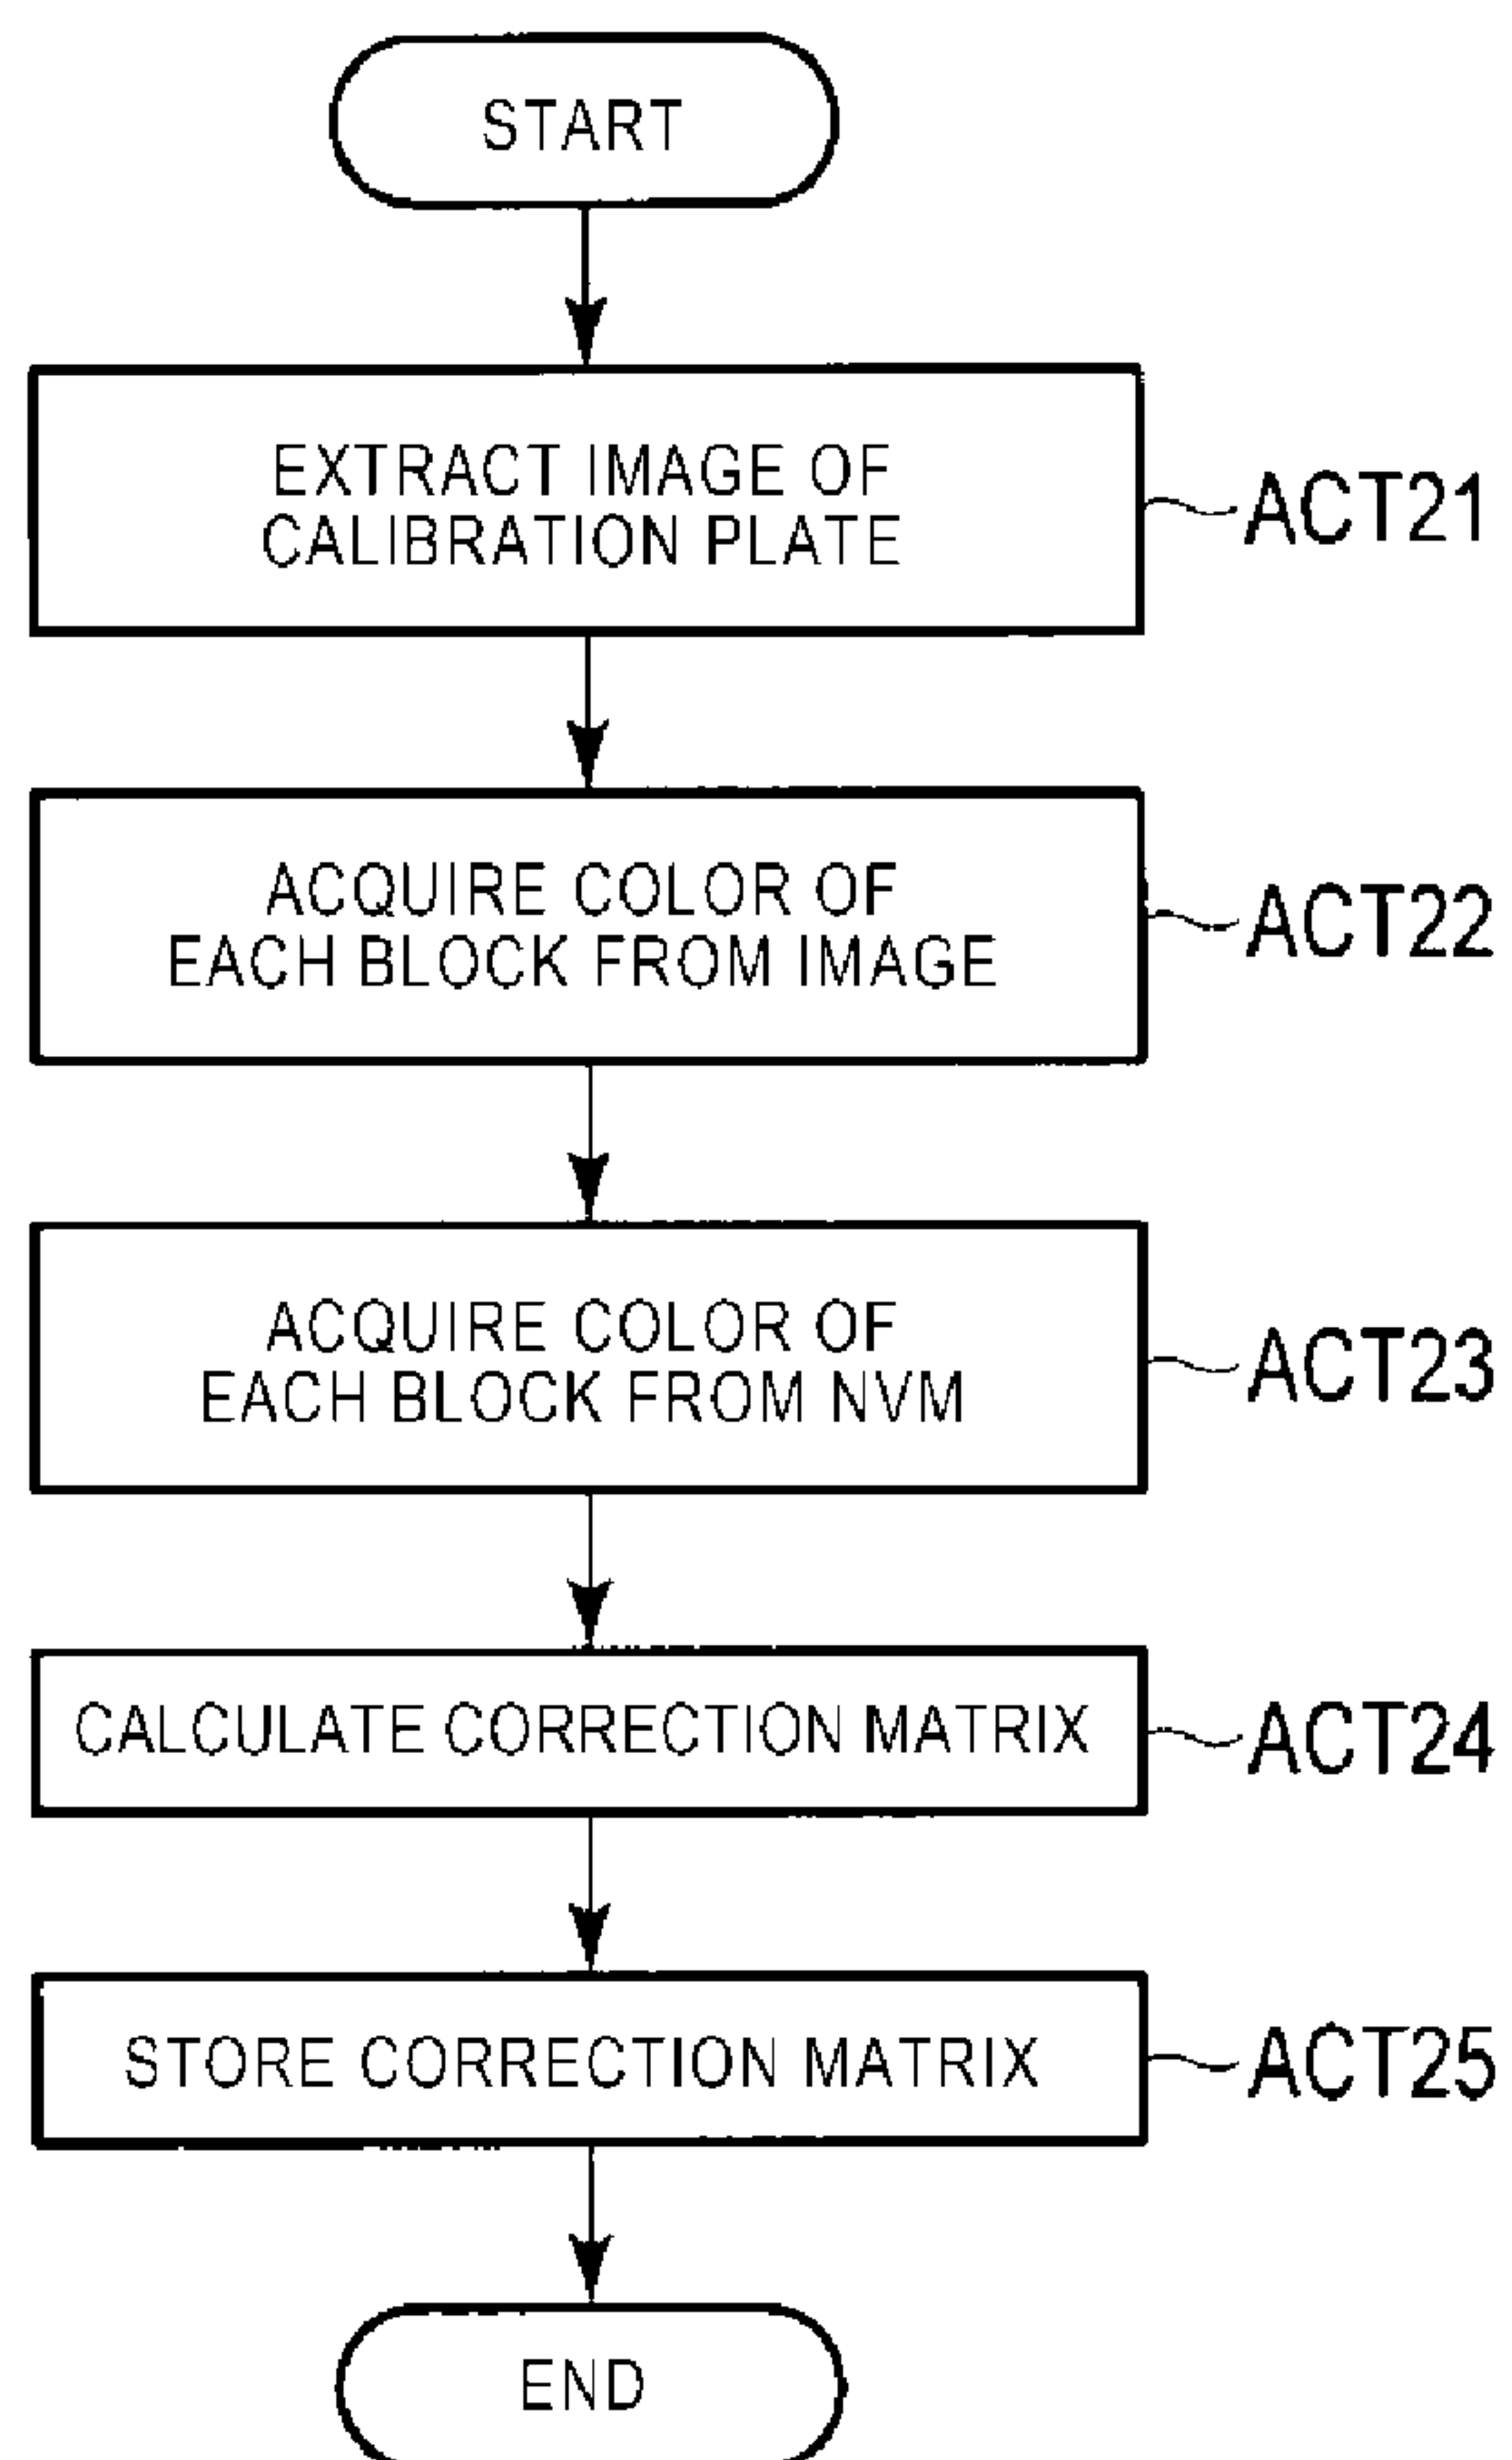 START
EXTRACT IMAGE OF
CALIBRATION PLATE
ACT21
ACQUIRE COLOR OF
EACH BLOCK FROM IMAGE
ACT22
ACQUIRE COLOR OF
EACH BLOCK FROM NVM
ACT23
CALCULATE CORRECTION MATRIX
ACT24
STORE CORRECTION MATRIX
ACT25
END